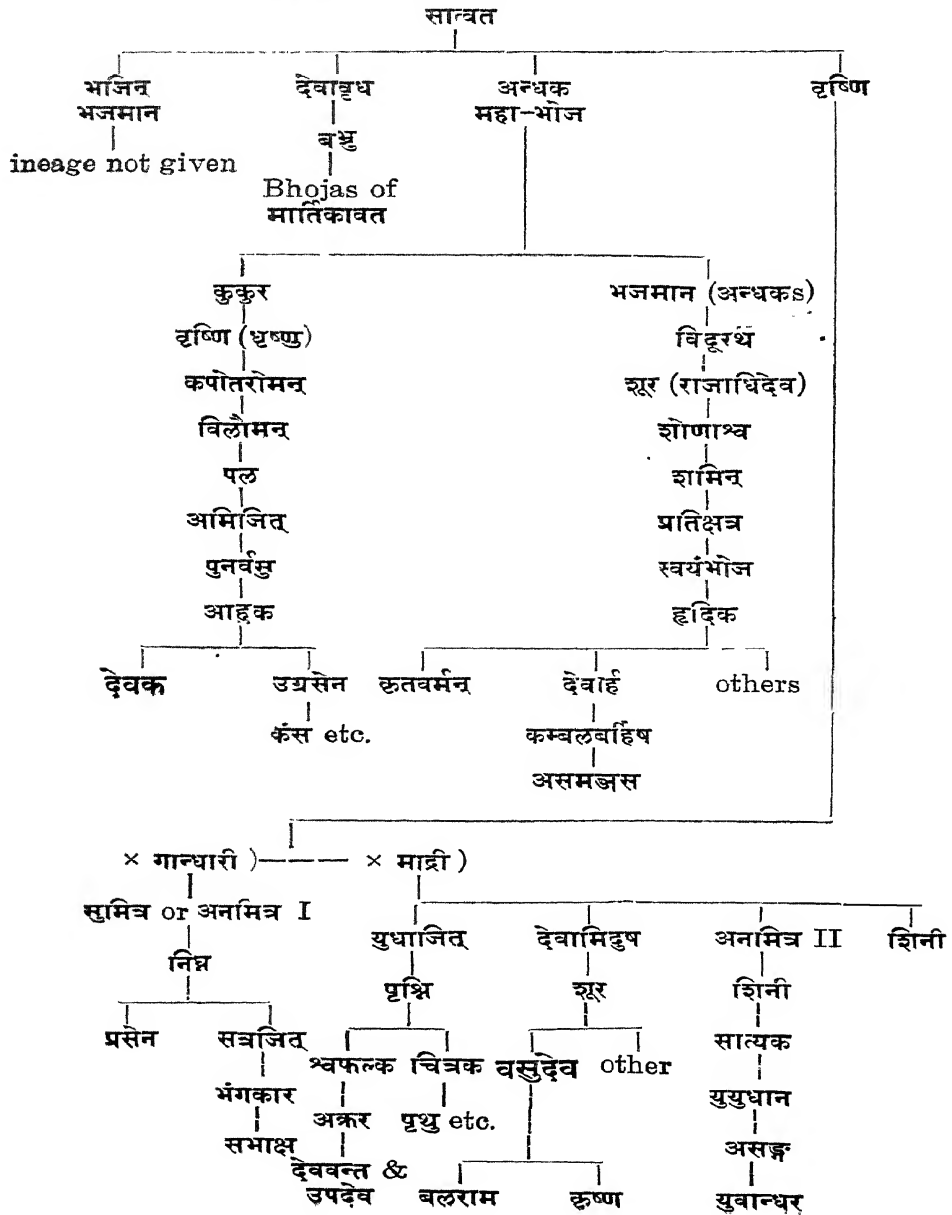 सात्वत
भजिन् देवावृध अन्धक वृष्णि
भजमान महा-भोज
बभ्रु
ineage not given
Bhojas of
मार्तिकावत
कुकुर भजमान (अन्धकs)
वृष्णि (धृष्णु) विदूरथ
कपोतरोमन् शूर (राजाधिदेव)
विलोमन् शोणाश्व
पल शमिन्
अमिजित् प्रतिक्षत्र
पुनर्वसु स्वयंभोज
आहुक हृदिक
देवक उग्रसेन कृतवर्मन् देवार्ह others
कंस etc. कम्बलबर्हिष
असमञ्जस
× गान्धारी ) — — — × माद्री )
सुमित्र or अनमित्र I
युधाजित् देवामिदुष अनमित्र II शिनी
निघ्न
पृश्नि शूर शिनी
प्रसेन सत्रजित् श्वफल्क चित्रक वसुदेव other सात्यक
भंगकार अक्रर पृथु etc. युयुधान
सभाक्ष असङ्ग
देववन्त &
उपदेव बलराम कृष्ण युवान्धर्